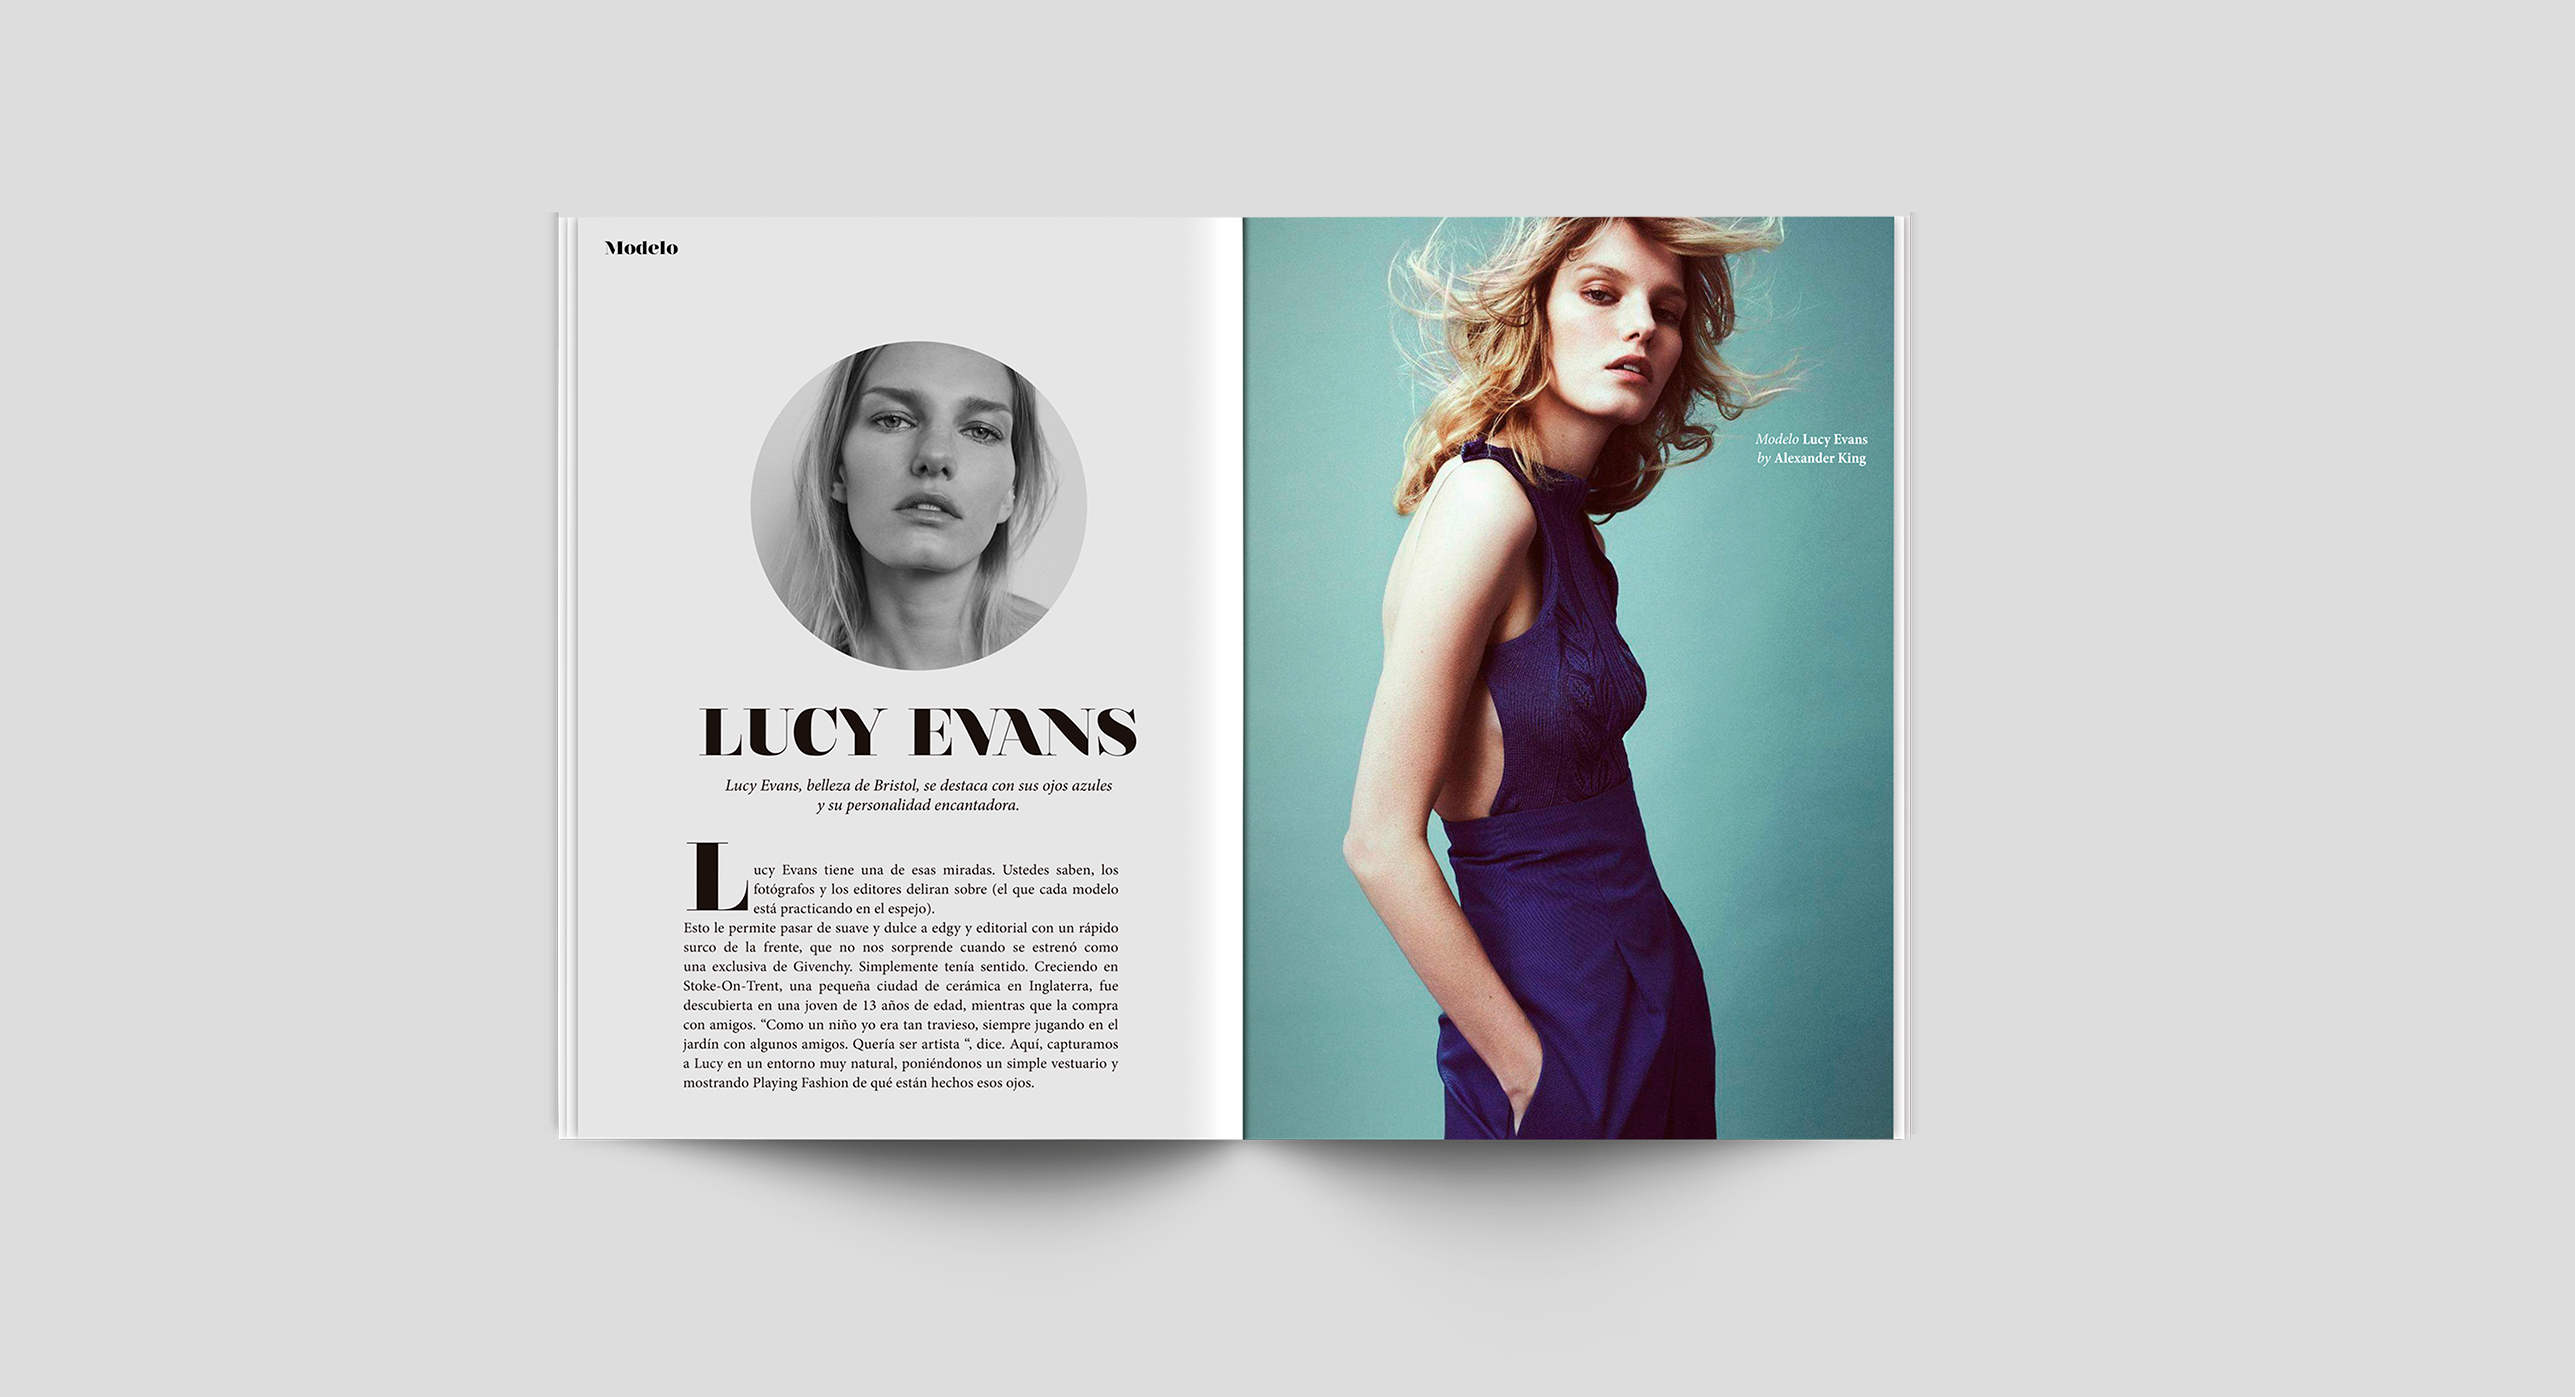 Modelo
LUCY EVANS
Lucy Evans, belleza de Bristol, se destaca con sus ojos azules
y su personalidad encantadora.
Lucy Evans tiene una de esas miradas. Ustedes saben, los
fotógrafos y los editores deliran sobre (el que cada modelo
está practicando en el espejo).
Esto le permite pasar de suave y dulce a edgy y editorial con un rápido
surco de la frente, que no nos sorprende cuando se estrenó como
una exclusiva de Givenchy. Simplemente tenía sentido. Creciendo en
Stoke-On-Trent, una pequeña ciudad de cerámica en Inglaterra, fue
descubierta en una joven de 13 años de edad, mientras que la compra
con amigos. “Como un niño yo era tan travieso, siempre jugando en el
jardín con algunos amigos. Quería ser artista “, dice. Aquí, capturamos
a Lucy en un entorno muy natural, poniéndonos un simple vestuario y
mostrando Playing Fashion de qué están hechos esos ojos.
Modelo Lucy Evans
by Alexander King